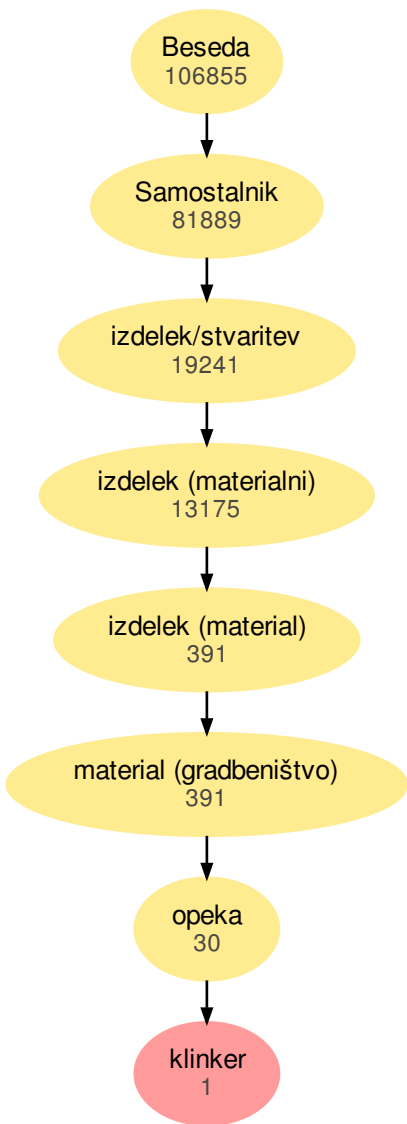 Beseda
106855
Samostalnik
81889
izdelek/stvaritev
19241
izdelek (materialni)
13175
izdelek (material)
391
material (gradbeništvo)
391
opeka
30
klinker
1